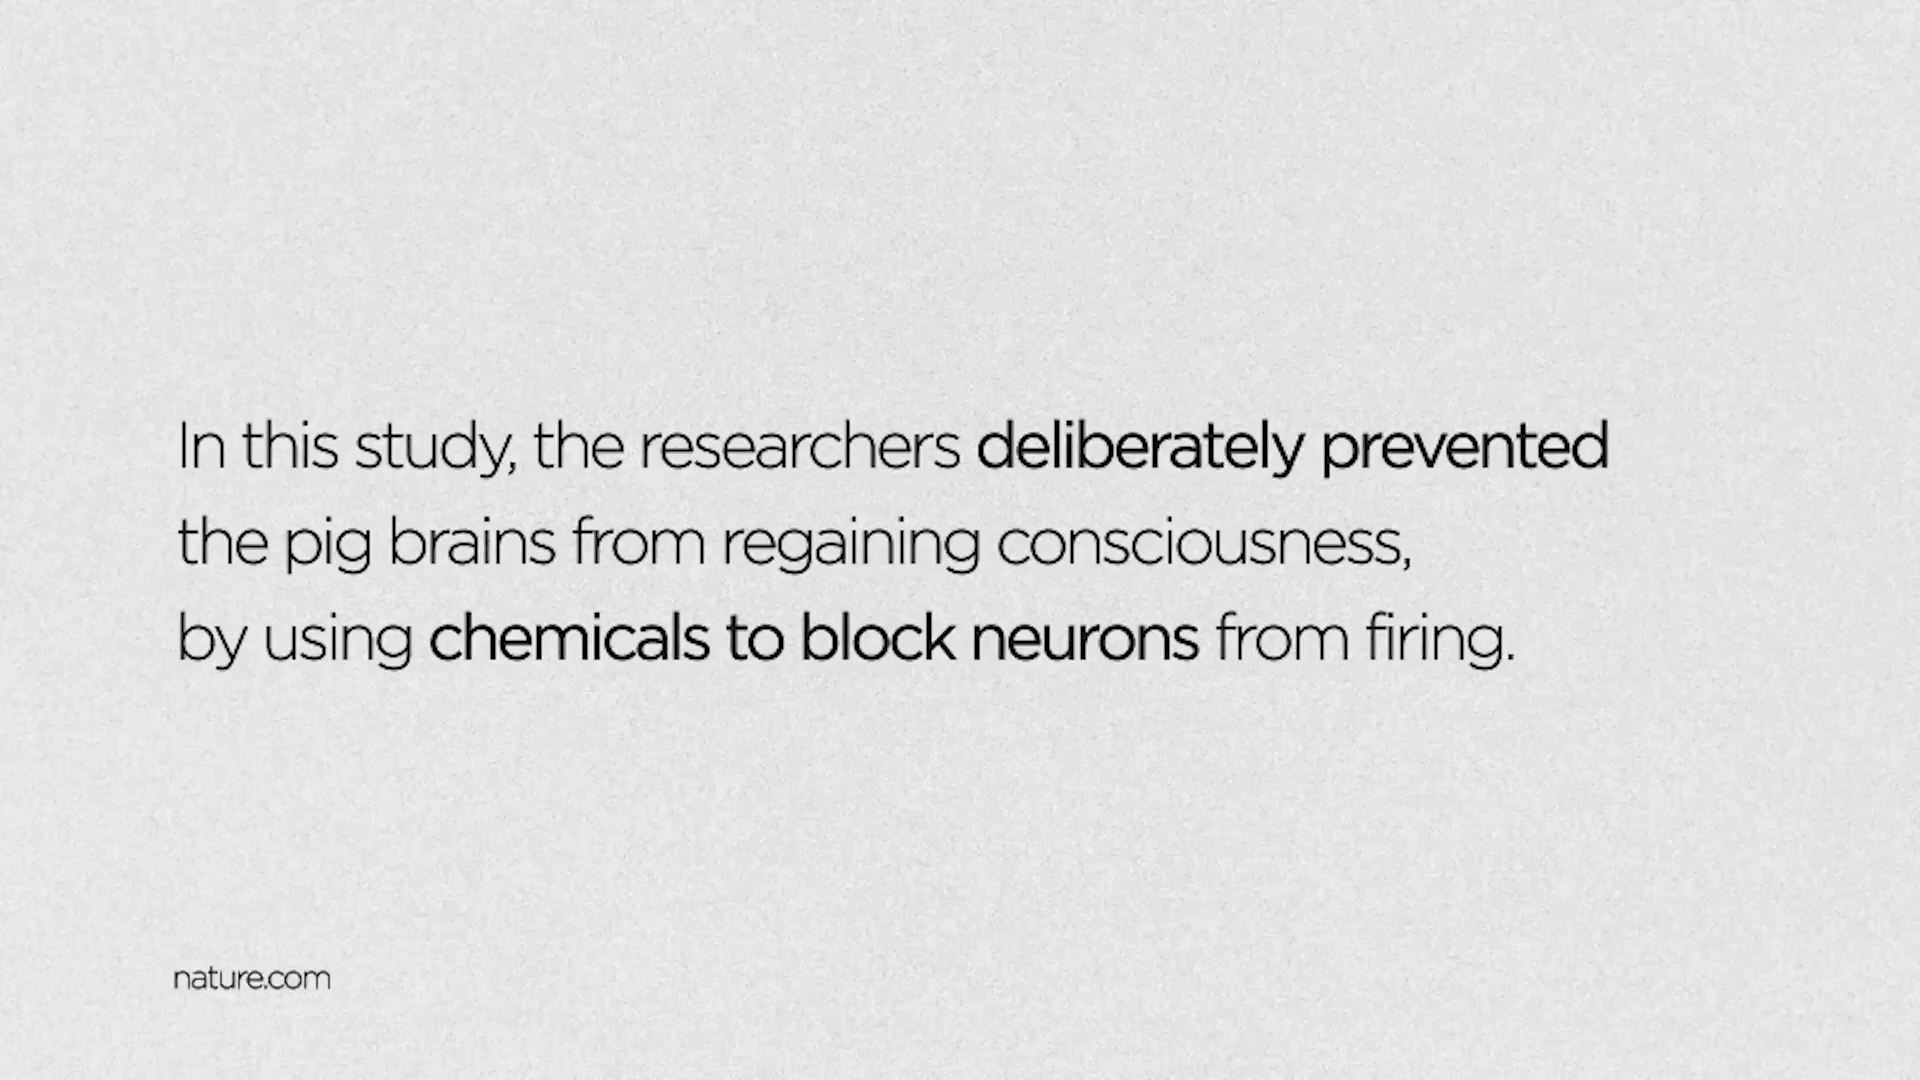 In this study, the researchers deliberately prevented
the pig brains from regaining consciousness,
by using chemicals to block neurons from firing.
nature.com